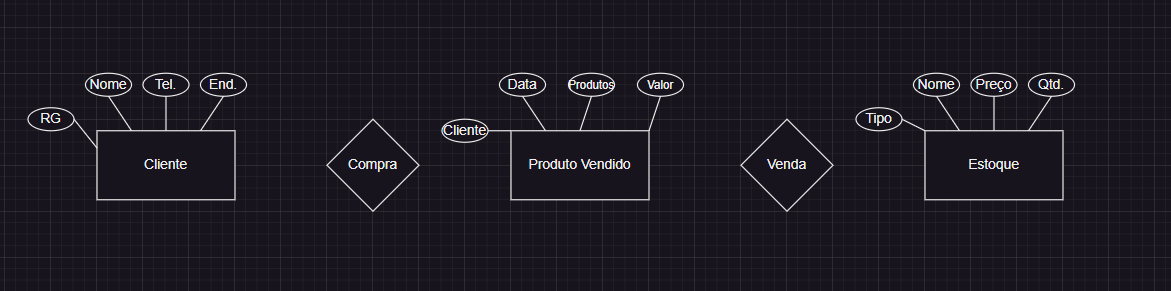 Nome
Tel.
End.
RG
Cliente
Compra
Data
Produtos
Valor
Cliente
Produto Vendido
Venda
Nome
Preço
Qtd.
Tipo
Estoque